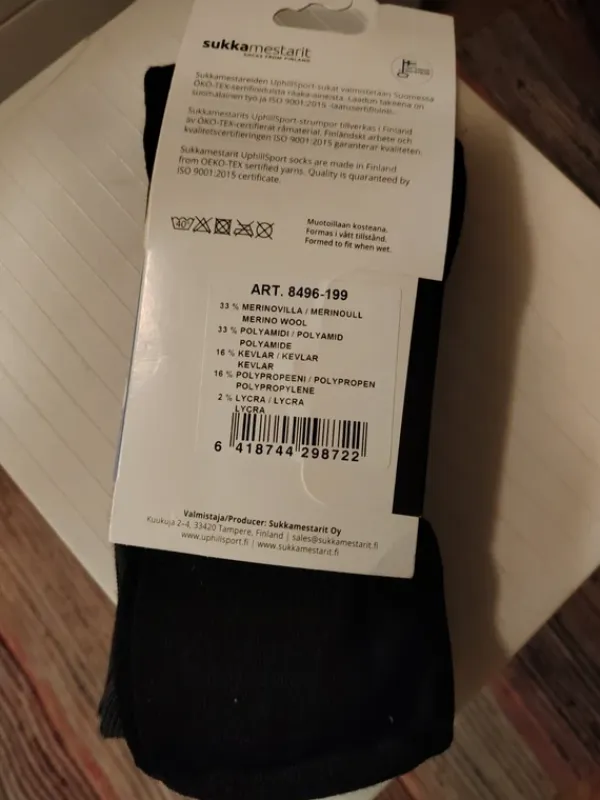 sukkamestarit
SOCKS FROM FINLAND
Sukkamestareiden UphillSport-sukat valmistetaan Suomessa
ÖKO-TEX-sertifioiduista raaka-aineista. Laadun takeena on
suomalainen työ ja ISO 9001:2015 -laatusertifiointi.
Sukkamestarits UphillSport-strumpor tillverkas i Finland
av ÖKO-TEX-certifierat råmaterial. Finländskt arbete och
kvalitetscertifieringen ISO 9001:2015 garanterar kvaliteten.
Sukkamestarit UphillSport socks are made in Finland
from OEKO-TEX sertified yarns. Quality is guaranteed by
ISO 9001:2015 certificate.
40°
Muotoillaan kosteana.
Formas i vått tillstånd.
Formed to fit when wet.
ART. 8496-199
33 % MERINOVILLA / MERINOULL
MERINO WOOL
33 % POLYAMIDI / POLYAMID
POLYAMIDE
16 % KEVLAR / KEVLAR
KEVLAR
16 % POLYPROPEENI / POLYPROPEN
POLYPROPYLENE
2 % LYCRA / LYCRA
LYCRA
6 418744 298722
Valmistaja/Producer: Sukkamestarit Oy
Kuukuja 2-4, 33420 Tampere, Finland | sales@sukkamestarit.fi
www.uphillsport.fi | www.sukkamestarit.fi